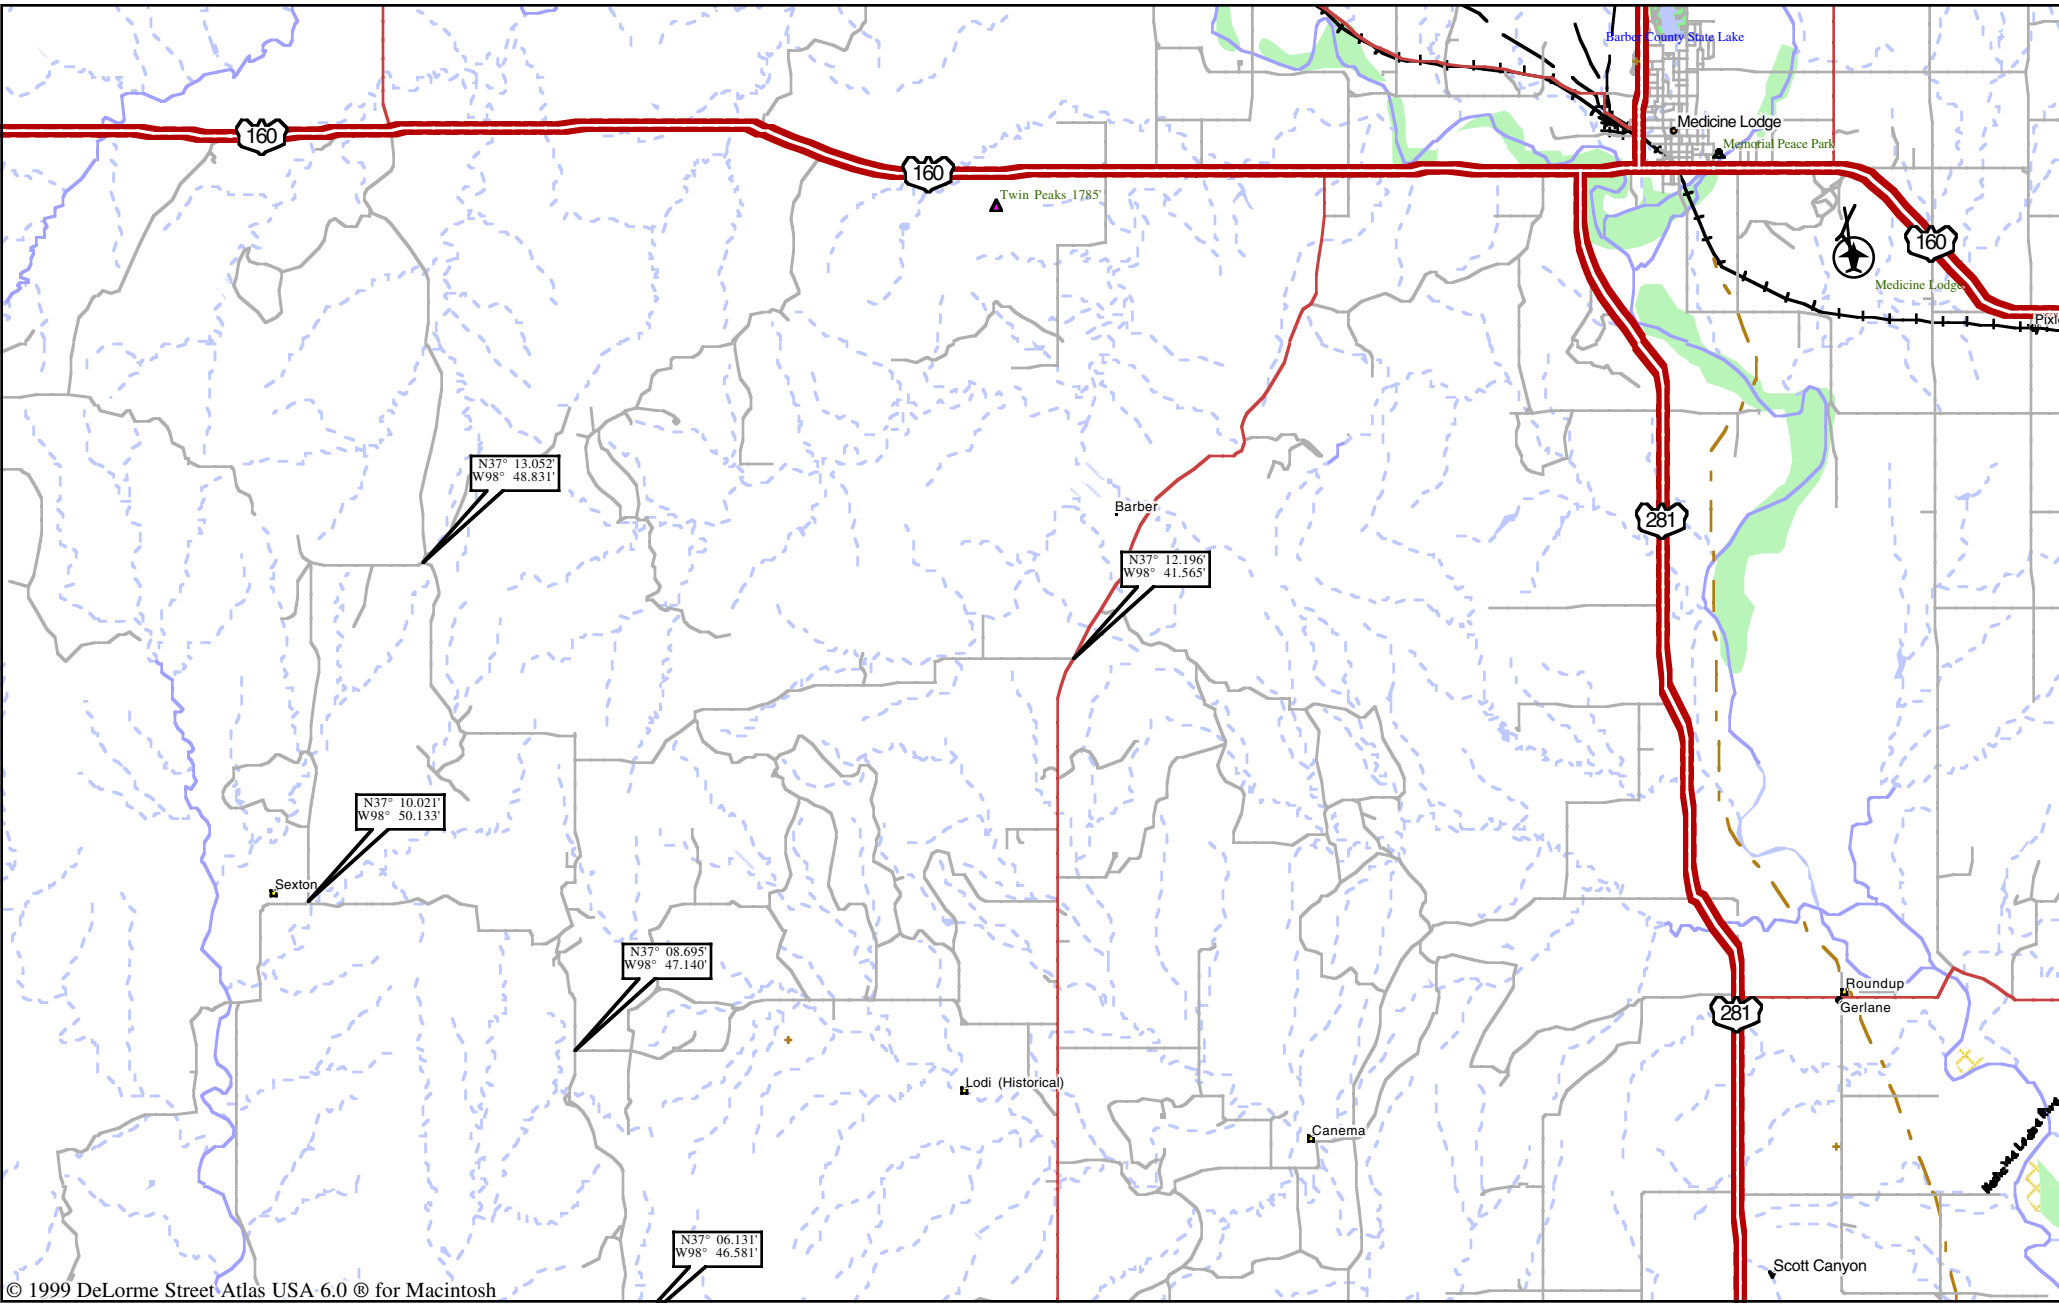 Barber County State Lake
Medicine Lodge
160
Memorial Peace Park
160
Twin Peaks 1785'
160
Medicine Lodge
N37° 13.052'
W98° 48.831'
Barber
281
N37° 12.196'
W98° 41.565'
N37° 10.021'
W98° 50.133'
Sexton
N37° 08.695'
W98° 47.140'
Roundup
Gerlane
281
Lodi (Historical)
Canema
N37° 06.131'
W98° 46.581'
Scott Canyon
© 1999 DeLorme Street Atlas USA 6.0 ® for Macintosh